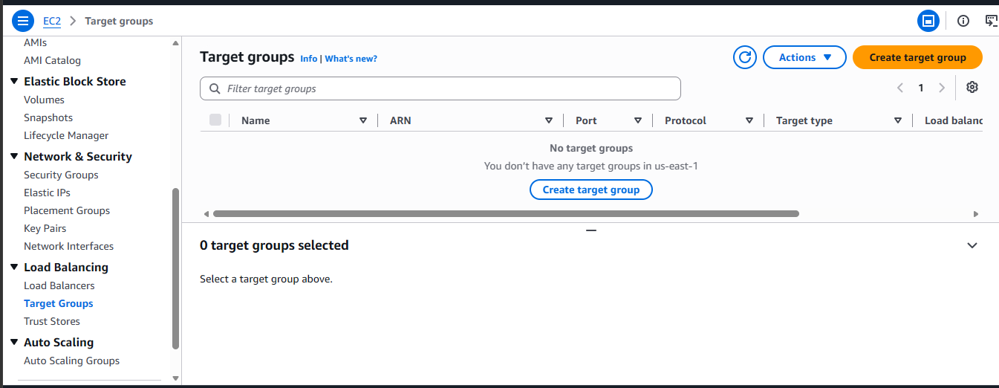 EC2 > Target groups
AMIs
AMI Catalog
Elastic Block Store
Volumes
Snapshots
Lifecycle Manager
Network & Security
Security Groups
Elastic IPs
Placement Groups
Key Pairs
Network Interfaces
Load Balancing
Load Balancers
Target Groups
Trust Stores
Auto Scaling
Auto Scaling Groups
Target groups Info | What's new?
Actions
Create target group
Filter target groups
1
Name ARN Port Protocol Target type Load balanc
No target groups
You don't have any target groups in us-east-1
Create target group
0 target groups selected
Select a target group above.